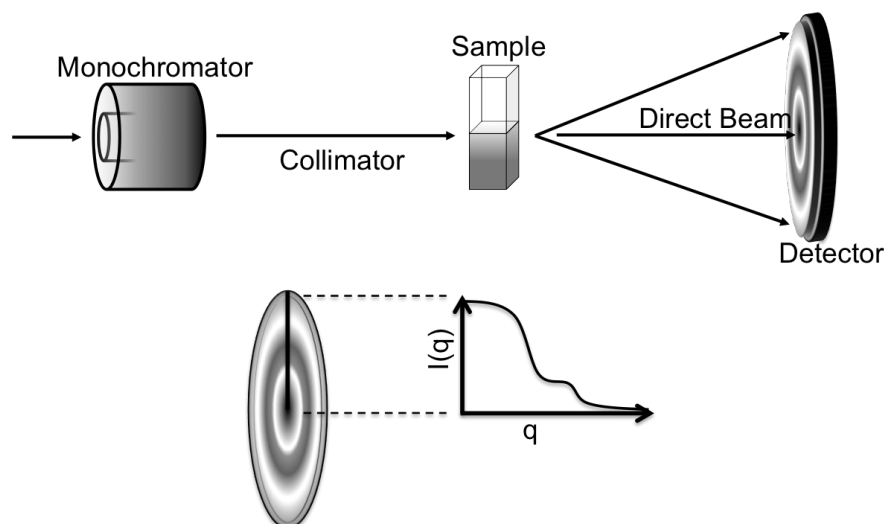 Sample
Monochromator
Direct Beam
Collimator
Detector
I(q)
q